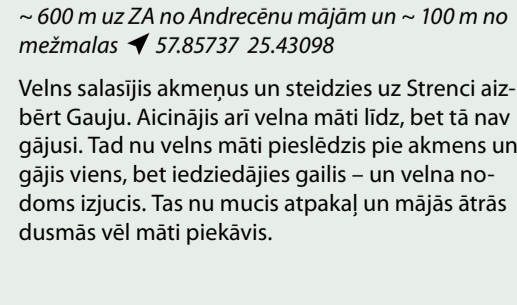 ~ 600 m uz ZA no Andrecēnu mājām un ~ 100 m no
mežmalas 57.85737 25.43098
Velns salasījis akmeņus un steidzies uz Strenci aiz-
bērt Gauju. Aicinājis arī velna māti līdz, bet tā nav
gājusi. Tad nu velns māti pieslēdzis pie akmens un
gājis viens, bet iedziedājies gailis – un velna no-
doms izjucis. Tas nu mucis atpakaļ un mājās ātrās
dusmās vēl māti piekāvis.